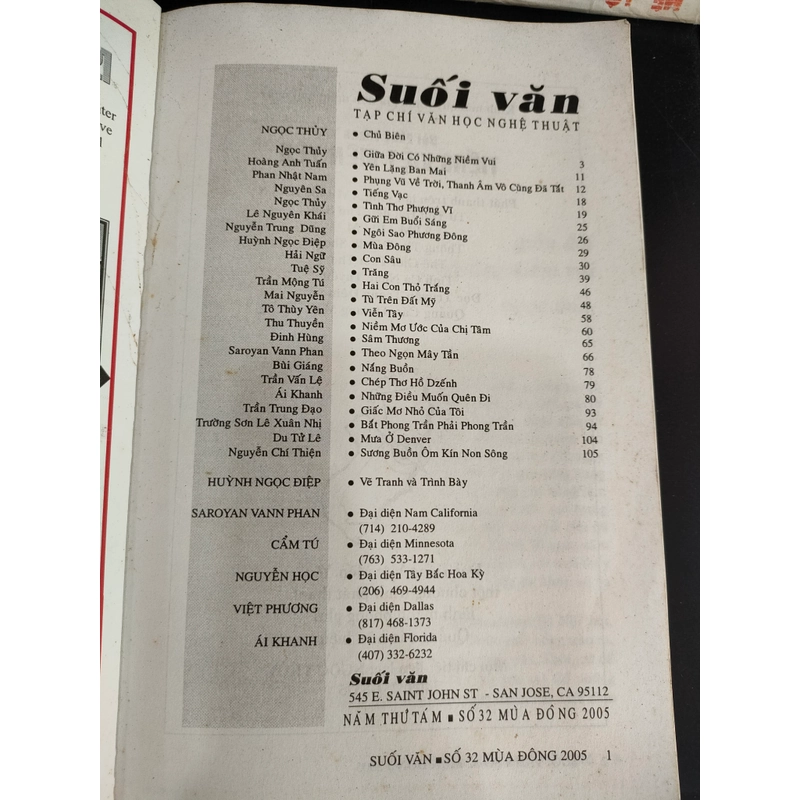 Suối văn
TẠP CHÍ VĂN HỌC NGHỆ THUẬT
NGỌC THỦY • Chủ Biên
Ngọc Thủy • Giữa Đời Có Những Niềm Vui 3
Hoàng Anh Tuấn • Yên Lặng Ban Mai 11
Phan Nhật Nam • Phụng Vũ Về Trời, Thanh Âm Vô Cùng Đã Tắt 12
Nguyên Sa • Tiếng Vạc 18
Ngọc Thủy • Tình Thơ Phượng Vĩ 19
Lê Nguyên Khái • Gửi Em Buổi Sáng 25
Nguyễn Trung Dũng • Ngôi Sao Phương Đông 26
Huỳnh Ngọc Điệp • Mùa Đông 29
Hải Ngữ • Con Sâu 30
Tuệ Sỹ • Trăng 39
Trần Mộng Tú • Hai Con Thỏ Trắng 46
Mai Nguyễn • Tù Trên Đất Mỹ 48
Tô Thùy Yên • Viễn Tây 58
Thu Thuyền • Niềm Mơ Ước Của Chị Tâm 60
Đinh Hùng • Sâm Thương 65
Saroyan Vann Phan • Theo Ngọn Mây Tần 66
Bùi Giáng • Nắng Buồn 78
Trần Vấn Lệ • Chép Thơ Hồ Dzếnh 79
Ái Khanh • Những Điều Muốn Quên Đi 80
Trần Trung Đạo • Giấc Mơ Nhỏ Của Tôi 93
Trường Sơn Lê Xuân Nhị • Bắt Phong Trần Phải Phong Trần 94
Du Tử Lê • Mưa Ở Denver 104
Nguyễn Chí Thiện • Sương Buồn Ôm Kín Non Sông 105
HUỲNH NGỌC ĐIỆP • Vẽ Tranh và Trình Bày
SAROYAN VANN PHAN • Đại diện Nam California
(714) 210-4289
CẨM TÚ • Đại diện Minnesota
(763) 533-1271
NGUYỄN HỌC • Đại diện Tây Bắc Hoa Kỳ
(206) 469-4944
VIỆT PHƯƠNG • Đại diện Dallas
(817) 468-1373
ÁI KHANH • Đại diện Florida
(407) 332-6232
Suối văn
545 E. SAINT JOHN ST - SAN JOSE, CA 95112
NĂM THỨ TÁM ■ SỐ 32 MÙA ĐÔNG 2005
SUỐI VĂN ■ SỐ 32 MÙA ĐÔNG 2005 1